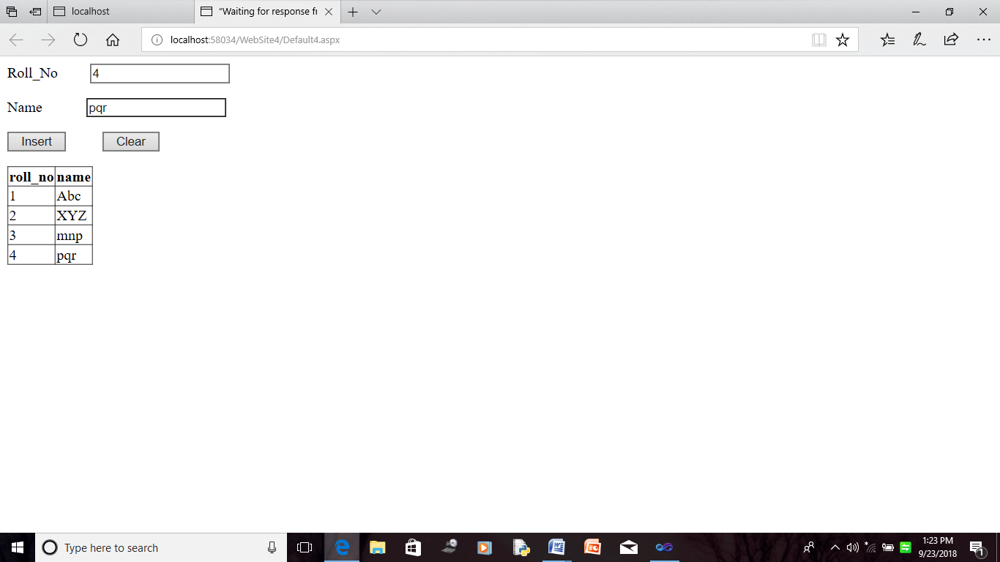 localhost
“Waiting for response fr
localhost:58034/WebSite4/Default4.aspx
Roll_No 4
Name pqr
Insert Clear
roll_no name
1 Abc
2 XYZ
3 mnp
4 pqr
Type here to search
1:23 PM
9/23/2018
1